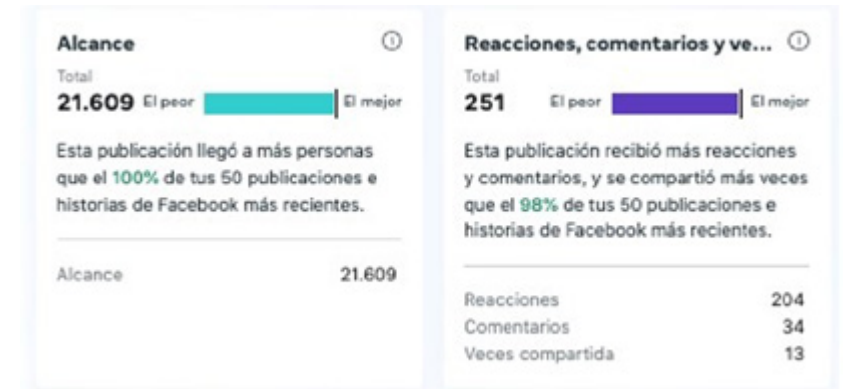 Alcance
Total
21.609 El peor El mejor
Esta publicación llegó a más personas
que el 100% de tus 50 publicaciones e
historias de Facebook más recientes.
Alcance 21.609
Reacciones, comentarios y ve...
Total
251 El peor El mejor
Esta publicación recibió más reacciones
y comentarios, y se compartió más veces
que el 98% de tus 50 publicaciones e
historias de Facebook más recientes.
Reacciones 204
Comentarios 34
Veces compartida 13